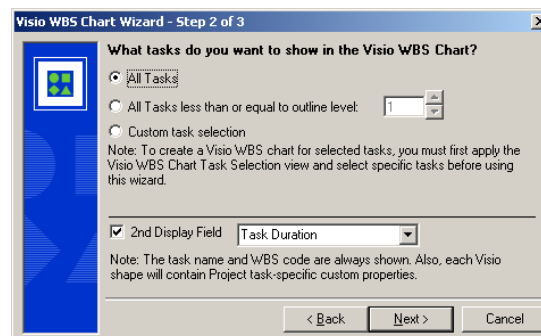 Visio WBS Chart Wizard - Step 2 of 3
What tasks do you want to show in the Visio WBS Chart?
All Tasks
All Tasks less than or equal to outline level: 1
Custom task selection
Note: To create a Visio WBS chart for selected tasks, you must first apply the
Visio WBS Chart Task Selection view and select specific tasks before using
this wizard.
2nd Display Field Task Duration
Note: The task name and WBS code are always shown. Also, each Visio
shape will contain Project task-specific custom properties.
< Back Next > Cancel